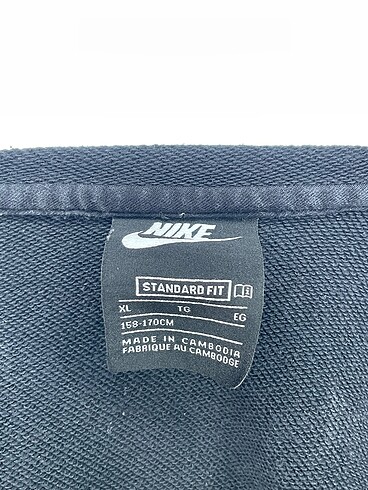 NIKE
STANDARD FIT
XL TG EG
158-170CM
MADE IN CAMBODIA
FABRIQUE AU CAMBODGE